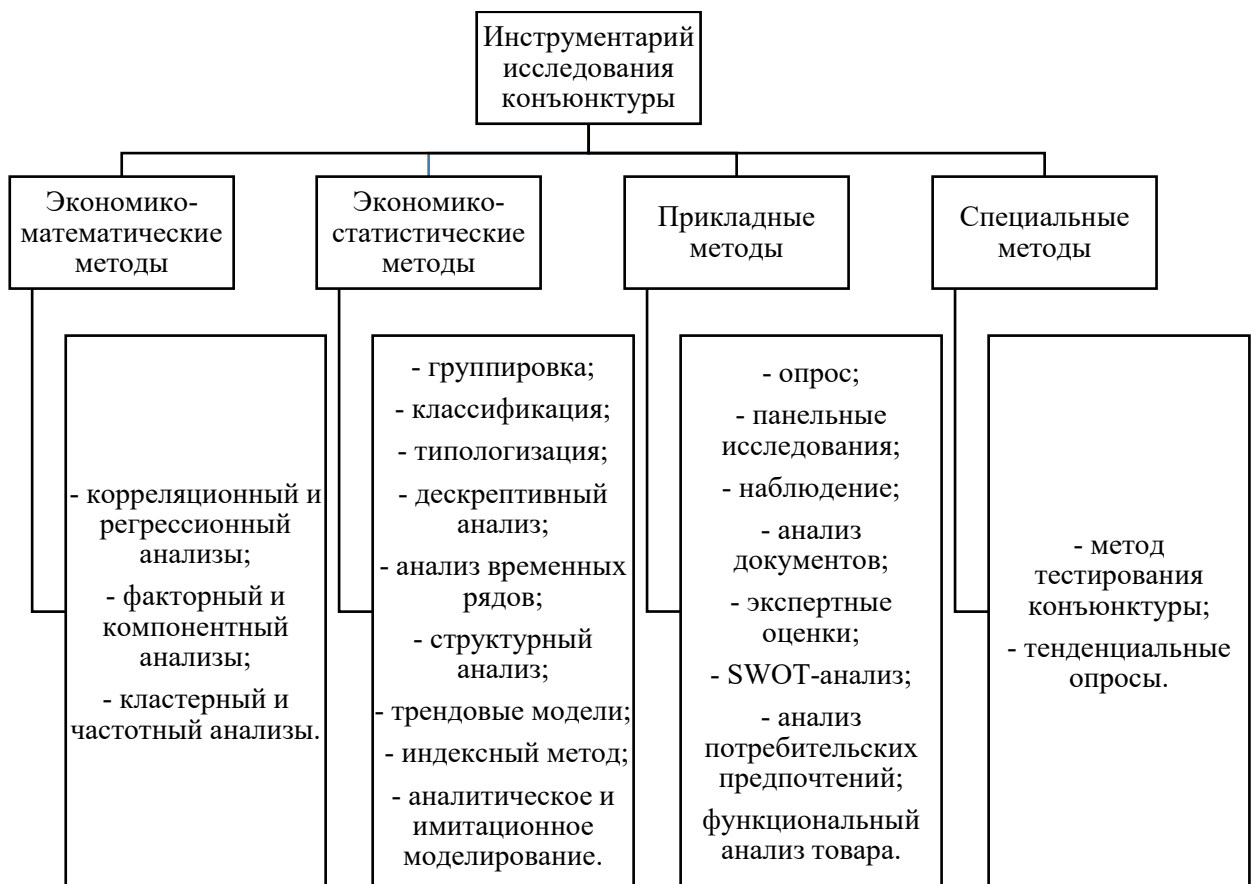 Инструментарий
исследования
конъюнктуры
Экономико-
математические
методы
Экономико-
статистические
методы
Прикладные
методы
Специальные
методы
- корреляционный и
регрессионный
анализы;
- факторный и
компонентный
анализы;
- кластерный и
частотный анализы.
- группировка;
- классификация;
- типологизация;
- дескрептивный
анализ;
- анализ временных
рядов;
- структурный
анализ;
- трендовые модели;
- индексный метод;
- аналитическое и
имитационное
моделирование.
- опрос;
- панельные
исследования;
- наблюдение;
- анализ
документов;
- экспертные
оценки;
- SWOT-анализ;
- анализ
потребительских
предпочтений;
функциональный
анализ товара.
- метод
тестирования
конъюнктуры;
- тенденциальные
опросы.